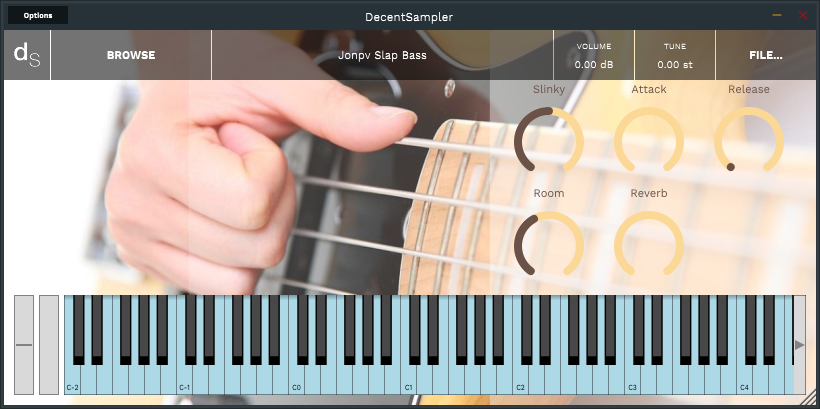 Options
DecentSampler
dS
BROWSE
Jonpv Slap Bass
VOLUME
0.00 dB
TUNE
0.00 st
FILE...
Slinky
Attack
Release
Room
Reverb
C-2
C-1
C0
C1
C2
C3
C4